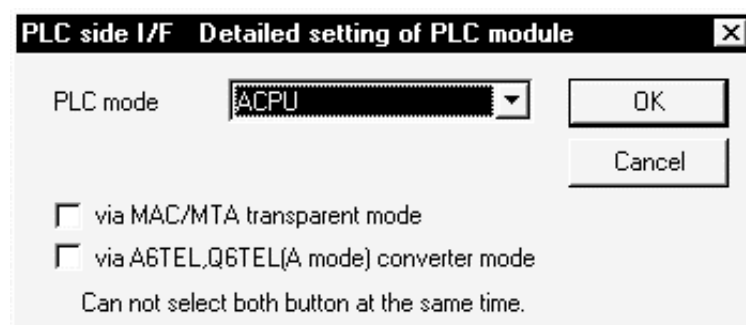 PLC side I/F Detailed setting of PLC module
PLC mode ACPU OK
Cancel
via MAC/MTA transparent mode
via A6TEL,Q6TEL(A mode) converter mode
Can not select both button at the same time.